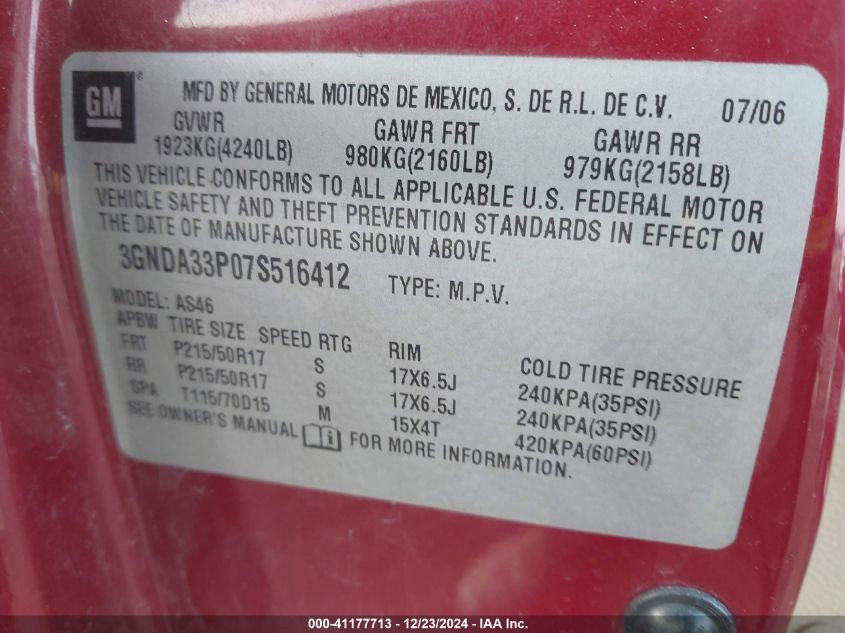 GM ® MFD BY GENERAL MOTORS DE MEXICO, S. DE R.L. DE C.V. 07/06
GVWR GAWR FRT GAWR RR
1923KG(4240LB) 980KG(2160LB) 979KG(2158LB)
THIS VEHICLE CONFORMS TO ALL APPLICABLE U.S. FEDERAL MOTOR
VEHICLE SAFETY AND THEFT PREVENTION STANDARDS IN EFFECT ON
THE DATE OF MANUFACTURE SHOWN ABOVE.
3GNDA33P07S516412 TYPE: M.P.V.
MODEL: AS46
APBW TIRE SIZE SPEED RTG RIM COLD TIRE PRESSURE
FRT P215/50R17 S 17X6.5J 240KPA(35PSI)
RR P215/50R17 S 17X6.5J 240KPA(35PSI)
SPA T115/70D15 M 15X4T 420KPA(60PSI)
SEE OWNER'S MANUAL FOR MORE INFORMATION.
000-41177713 - 12/23/2024 - IAA Inc.